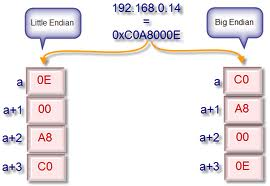 Little Endian
192.168.0.14
=
0xC0A8000E
Big Endian
a 0E
a+1 00
a+2 A8
a+3 C0
a C0
a+1 A8
a+2 00
a+3 0E